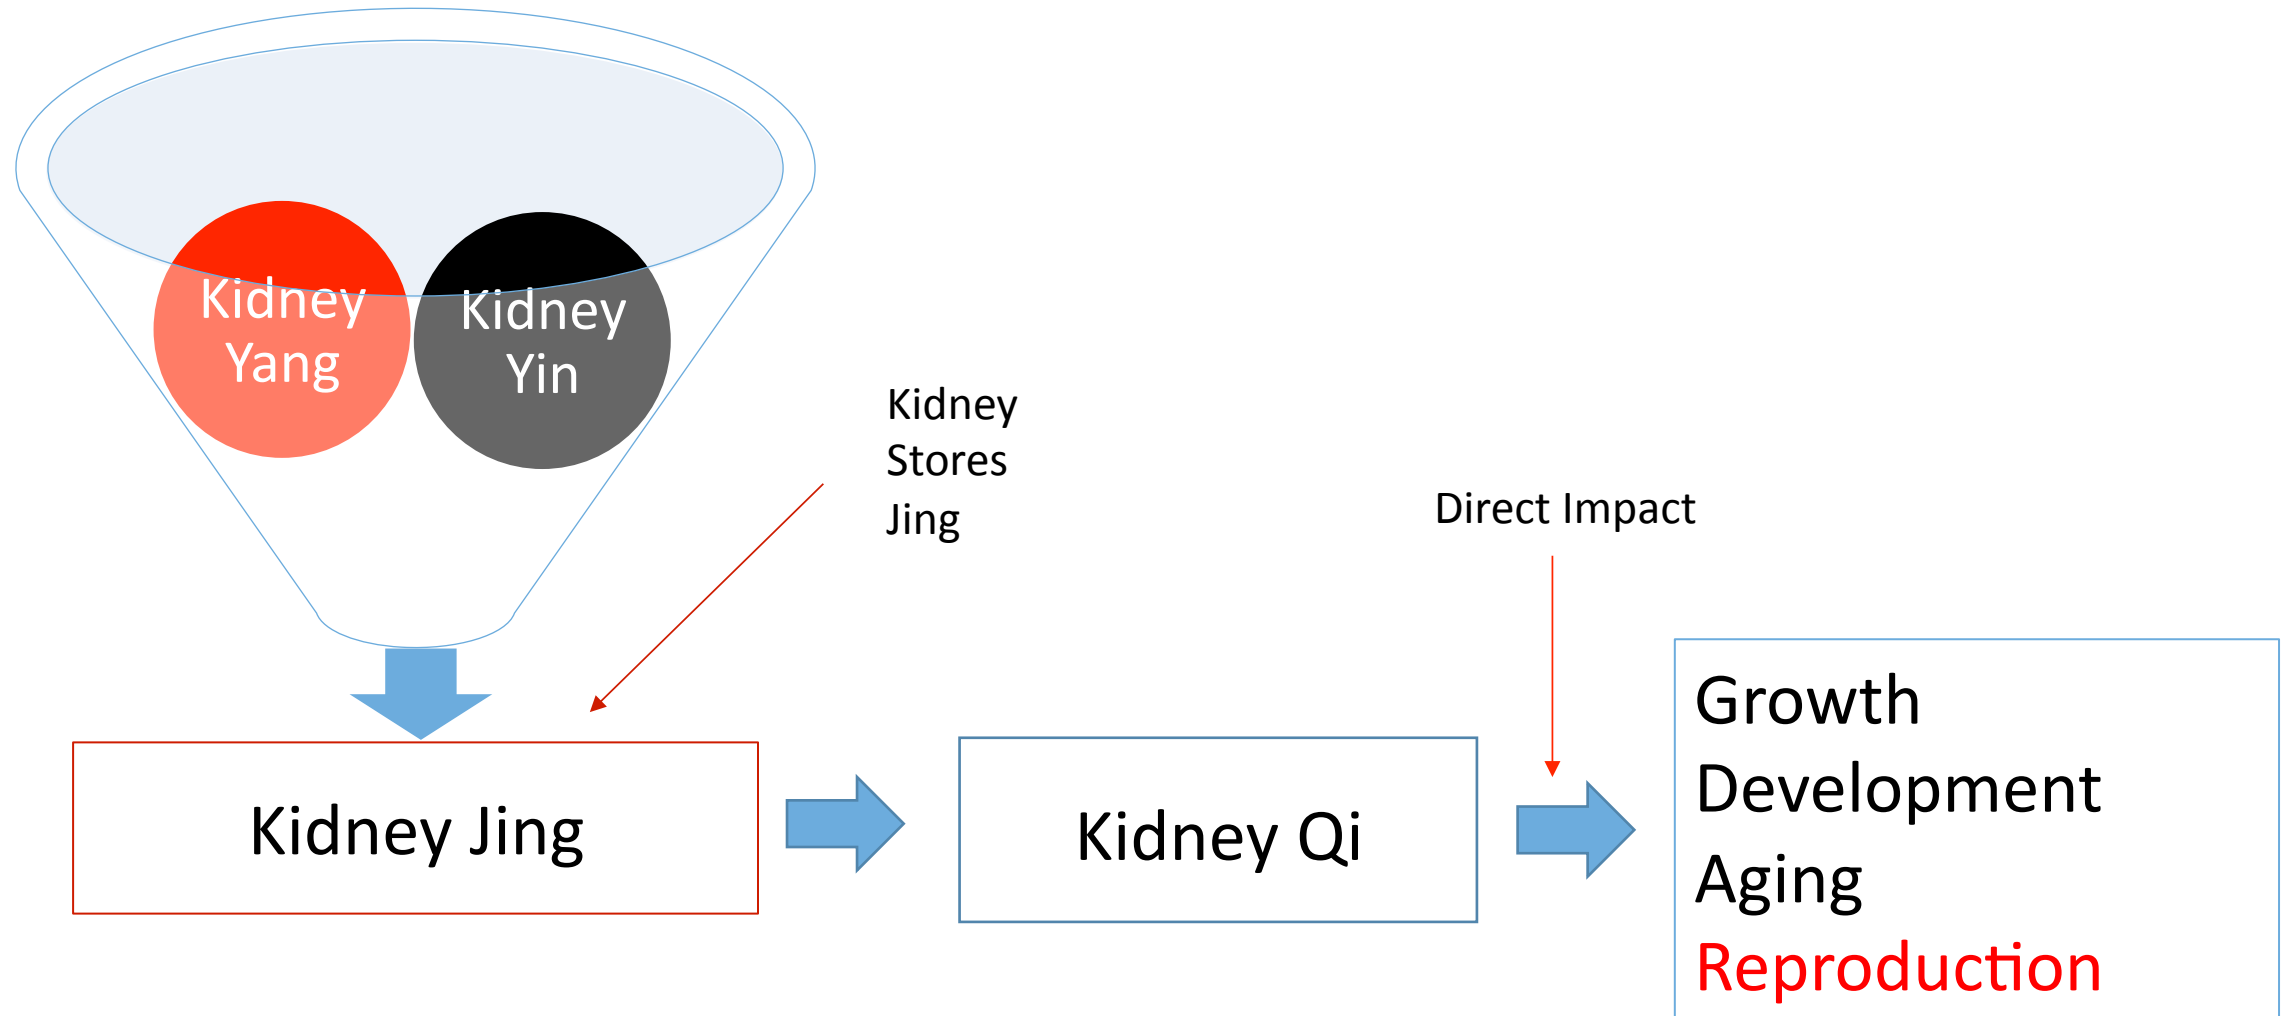 Kidney
Yang
Kidney
Yin
Kidney
Stores
Jing
Direct Impact
Kidney Jing
Kidney Qi
Growth
Development
Aging
Reproduction